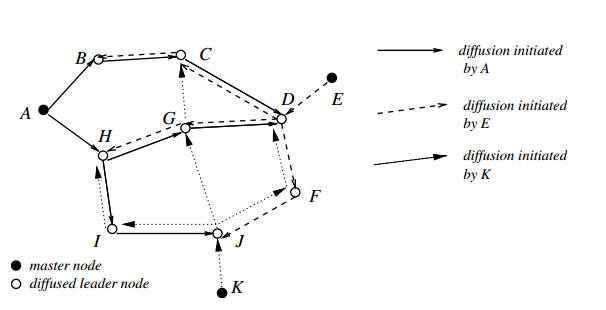 B
C
diffusion initiated
by A
A
D
E
G
H
diffusion initiated
by E
diffusion initiated
by K
F
I
J
master node
diffused leader node
K